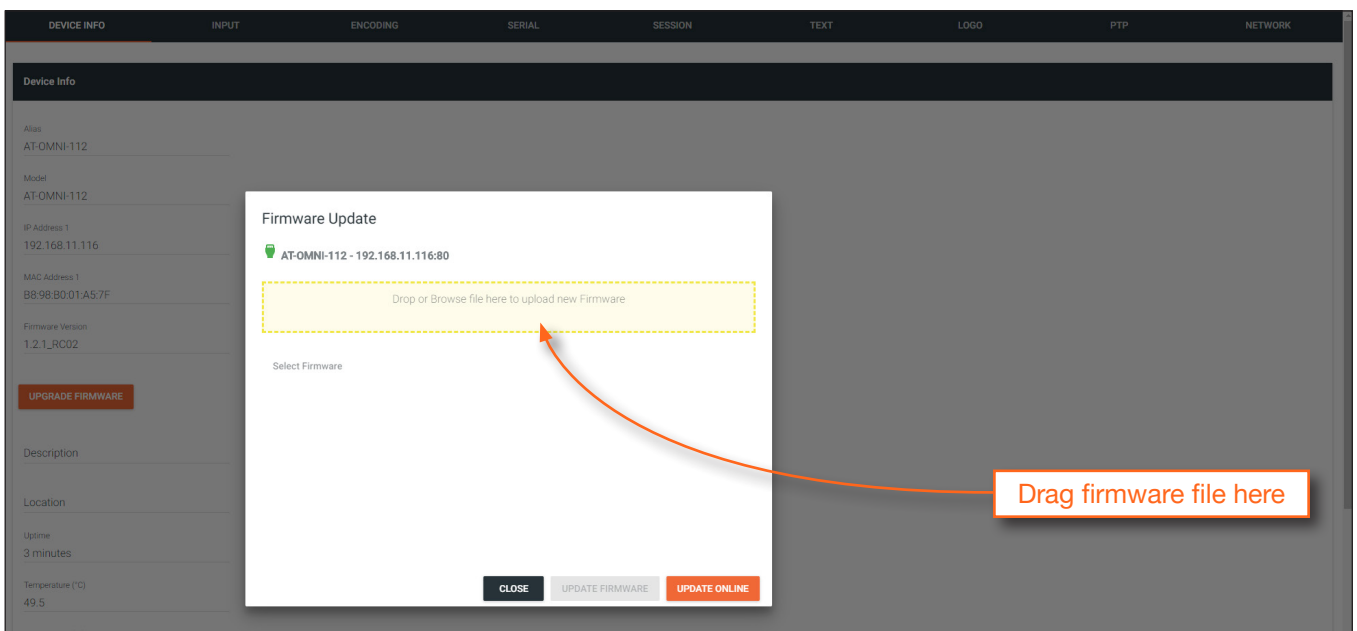 DEVICE INFO INPUT ENCODING SERIAL SESSION TEXT LOGO PTP NETWORK
Device Info
Alias
AT-OMNI-112
Model
AT-OMNI-112
IP Address 1
192.168.11.116
MAC Address 1
B8:98:B0:01:A5:7F
Firmware Version
1.2.1_RC02
UPGRADE FIRMWARE
Description
Location
Uptime
3 minutes
Temperature (°C)
49.5
Firmware Update
AT-OMNI-112 - 192.168.11.116:80
Drop or Browse file here to upload new Firmware
Select Firmware
CLOSE UPDATE FIRMWARE UPDATE ONLINE
Drag firmware file here